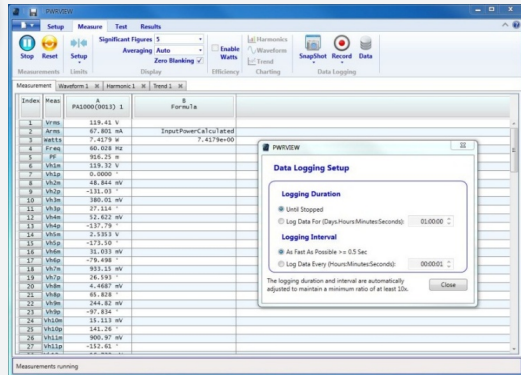 PWRVIEW
Setup Measure Test Results
Stop Reset Setup
Significant Figures 5
Averaging Auto
Zero Blanking
Enable Watts
Harmonics
Waveform
Trend
SnapShot Record Data
Measurements Limits Display Efficiency Charting Data Logging
Measurement Waveform 1 Harmonic 1 Trend 1
Index Meas A B
PA1000(0013) 1 Formula
1 Vrms 119.41 V
2 Arms 67.801 mA InputPowerCalculated
3 Watts 7.4179 W 7.4179e+00
4 Freq 60.028 Hz
5 PF 916.25 m
6 Vh1m 119.32 V
7 Vh1p 0.0000 °
8 Vh2m 48.844 mV
9 Vh2p -131.03 °
10 Vh3m 380.01 mV
11 Vh3p 27.114 °
12 Vh4m 52.622 mV
13 Vh4p -137.79 °
14 Vh5m 2.5353 V
15 Vh5p -173.50 °
16 Vh6m 31.033 mV
17 Vh6p -79.498 °
18 Vh7m 933.15 mV
19 Vh7p 26.593 °
20 Vh8m 4.4687 mV
21 Vh8p 65.828 °
22 Vh9m 244.82 mV
23 Vh9p -97.834 °
24 Vh10m 15.113 mV
25 Vh10p 141.26 °
26 Vh11m 900.97 mV
27 Vh11p -152.61 °
PWRVIEW
Data Logging Setup
Logging Duration
Until Stopped
Log Data For (Days:Hours:Minutes:Seconds): 01:00:00
Logging Interval
As Fast As Possible >= 0.5 Sec
Log Data Every (Hours:Minutes:Seconds): 00:00:01
The logging duration and interval are automatically
adjusted to maintain a minimum ratio of at least 10x.
Close
Measurements running